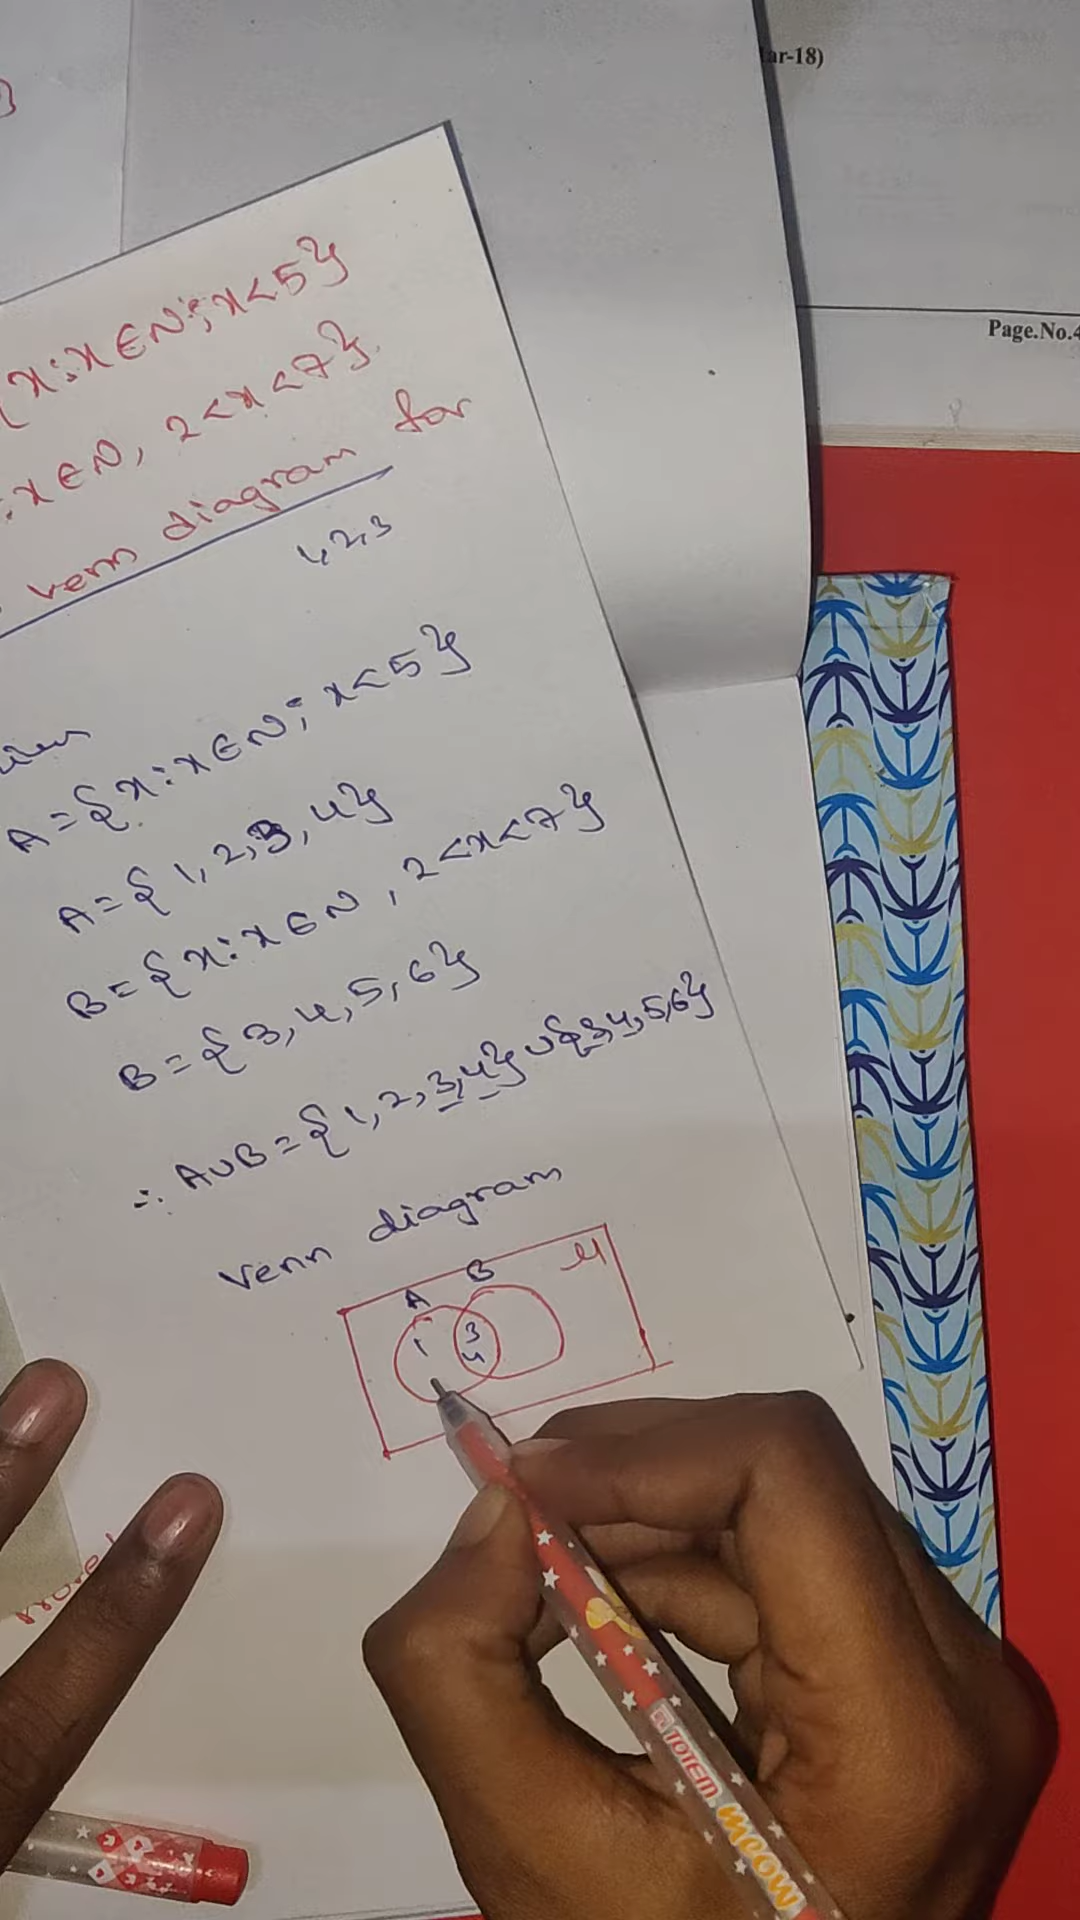 ar-18)
Page.No.4
{x:x∈N; x<5}
:x∈N, 2<x<7}.
venn diagram for
1,2,3
A={x:x∈N; x<5}
A={1,2,3,4}
B={x:x∈N, 2<x<7}
B={3,4,5,6}
∴ A∪B={1,2,3,4}∪{3,4,5,6}
Venn diagram
A B μ
1 3
4
TOTEM
meow